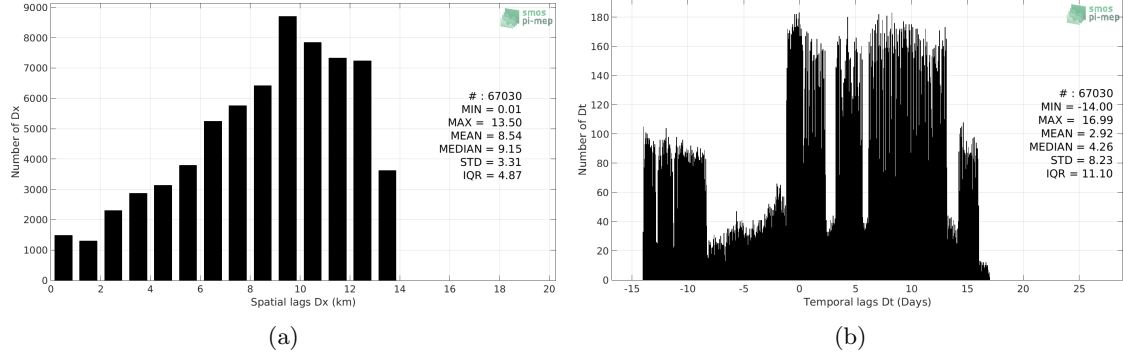 9000
8000
7000
6000
5000
4000
3000
2000
1000
0
Number of Dx
0 2 4 6 8 10 12 14 16 18 20
Spatial lags Dx (km)
smos
pi-mep
# : 67030
MIN = 0.01
MAX = 13.50
MEAN = 8.54
MEDIAN = 9.15
STD = 3.31
IQR = 4.87
(a)
180
160
140
120
100
80
60
40
20
0
Number of Dt
-15 -10 -5 0 5 10 15 20 25
Temporal lags Dt (Days)
smos
pi-mep
# : 67030
MIN = -14.00
MAX = 16.99
MEAN = 2.92
MEDIAN = 4.26
STD = 8.23
IQR = 11.10
(b)